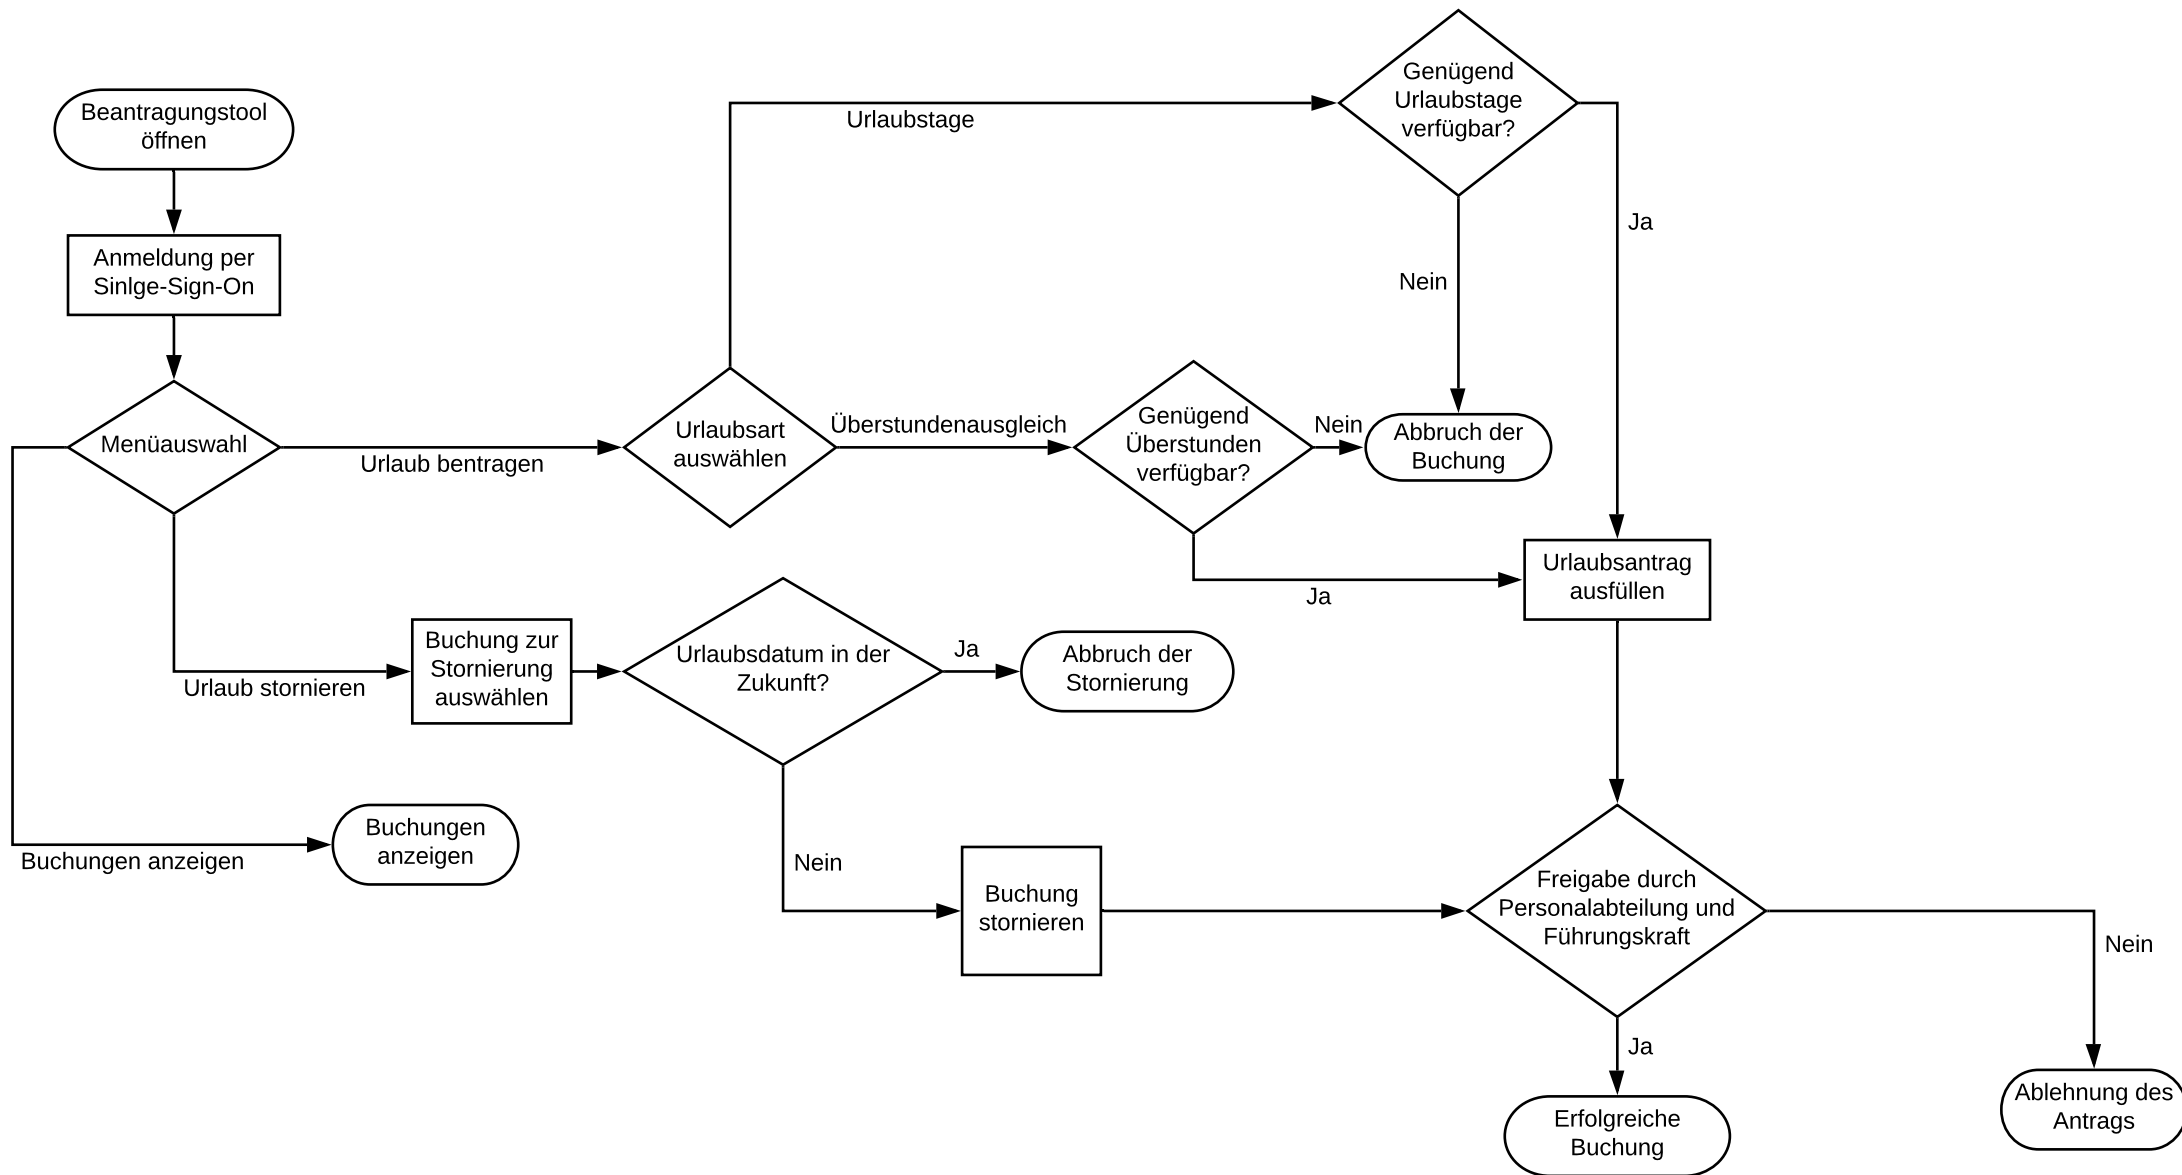 Beantragungstool
öffnen
Anmeldung per
Sinlge-Sign-On
Menüauswahl
Urlaub bentragen
Urlaubsart
auswählen
Urlaubstage
Genügend
Urlaubstage
verfügbar?
Ja
Nein
Überstundenausgleich
Genügend
Überstunden
verfügbar?
Nein
Abbruch der
Buchung
Ja
Urlaubsantrag
ausfüllen
Urlaub stornieren
Buchung zur
Stornierung
auswählen
Urlaubsdatum in der
Zukunft?
Ja
Abbruch der
Stornierung
Nein
Buchung
stornieren
Buchungen anzeigen
Buchungen
anzeigen
Freigabe durch
Personalabteilung und
Führungskraft
Nein
Ablehnung des
Antrags
Ja
Erfolgreiche
Buchung